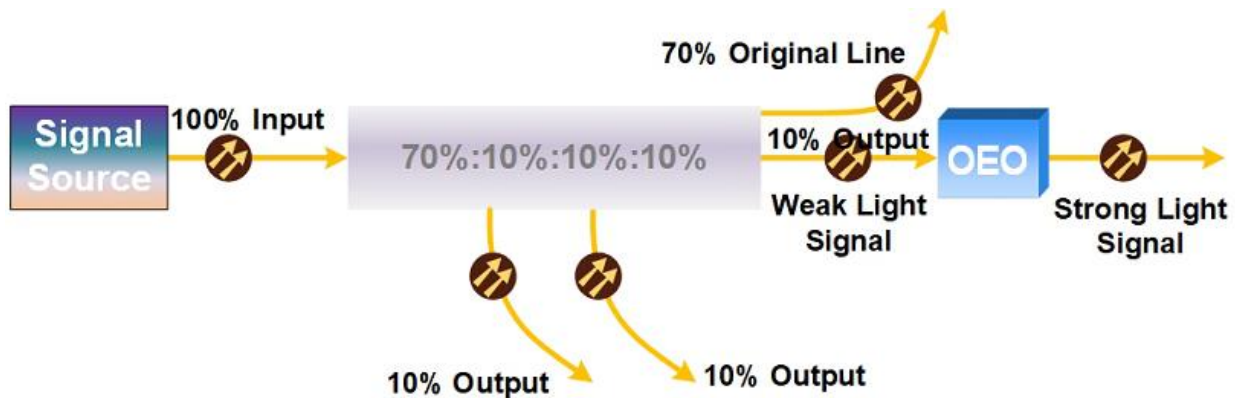 70% Original Line
Signal
Source
100% Input
70%:10%:10%:10%
10% Output
OEO
Weak Light
Signal
Strong Light
Signal
10% Output
10% Output